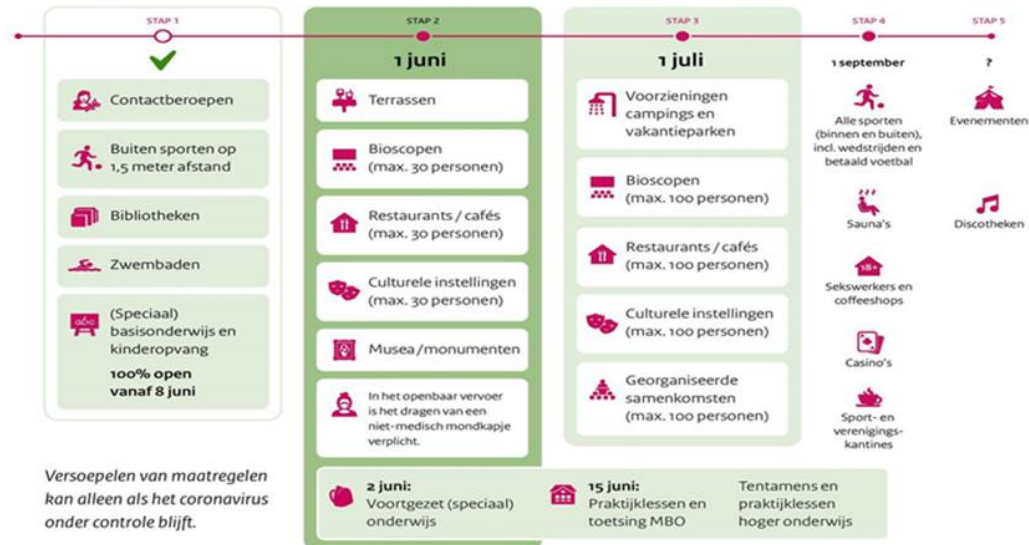 STAP 1
Contactberoepen
Buiten sporten op
1,5 meter afstand
Bibliotheken
Zwembaden
abc
(Speciaal)
basisonderwijs en
kinderopvang
100% open
vanaf 8 juni
Versoepelen van maatregelen
kan alleen als het coronavirus
onder controle blijft.
STAP 2
1 juni
Terrassen
Bioscopen
(max. 30 personen)
Restaurants / cafés
(max. 30 personen)
Culturele instellingen
(max. 30 personen)
Musea/monumenten
In het openbaar vervoer
is het dragen van een
niet-medisch mondkapje
verplicht.
2 juni:
Voortgezet (speciaal)
onderwijs
15 juni:
Praktijklessen en
toetsing MBO
Tentamens en
praktijklessen
hoger onderwijs
STAP 3
1 juli
Voorzieningen
campings en
vakantieparken
Bioscopen
(max. 100 personen)
Restaurants / cafés
(max. 100 personen)
Culturele instellingen
(max. 100 personen)
Georganiseerde
samenkomsten
(max. 100 personen)
STAP 4
1 september
Alle sporten
(binnen en buiten),
incl. wedstrijden en
betaald voetbal
Sauna's
18+
Sekswerkers en
coffeeshops
Casino's
Sport- en
verenigings-
kantines
STAP 5
?
Evenementen
Discotheken